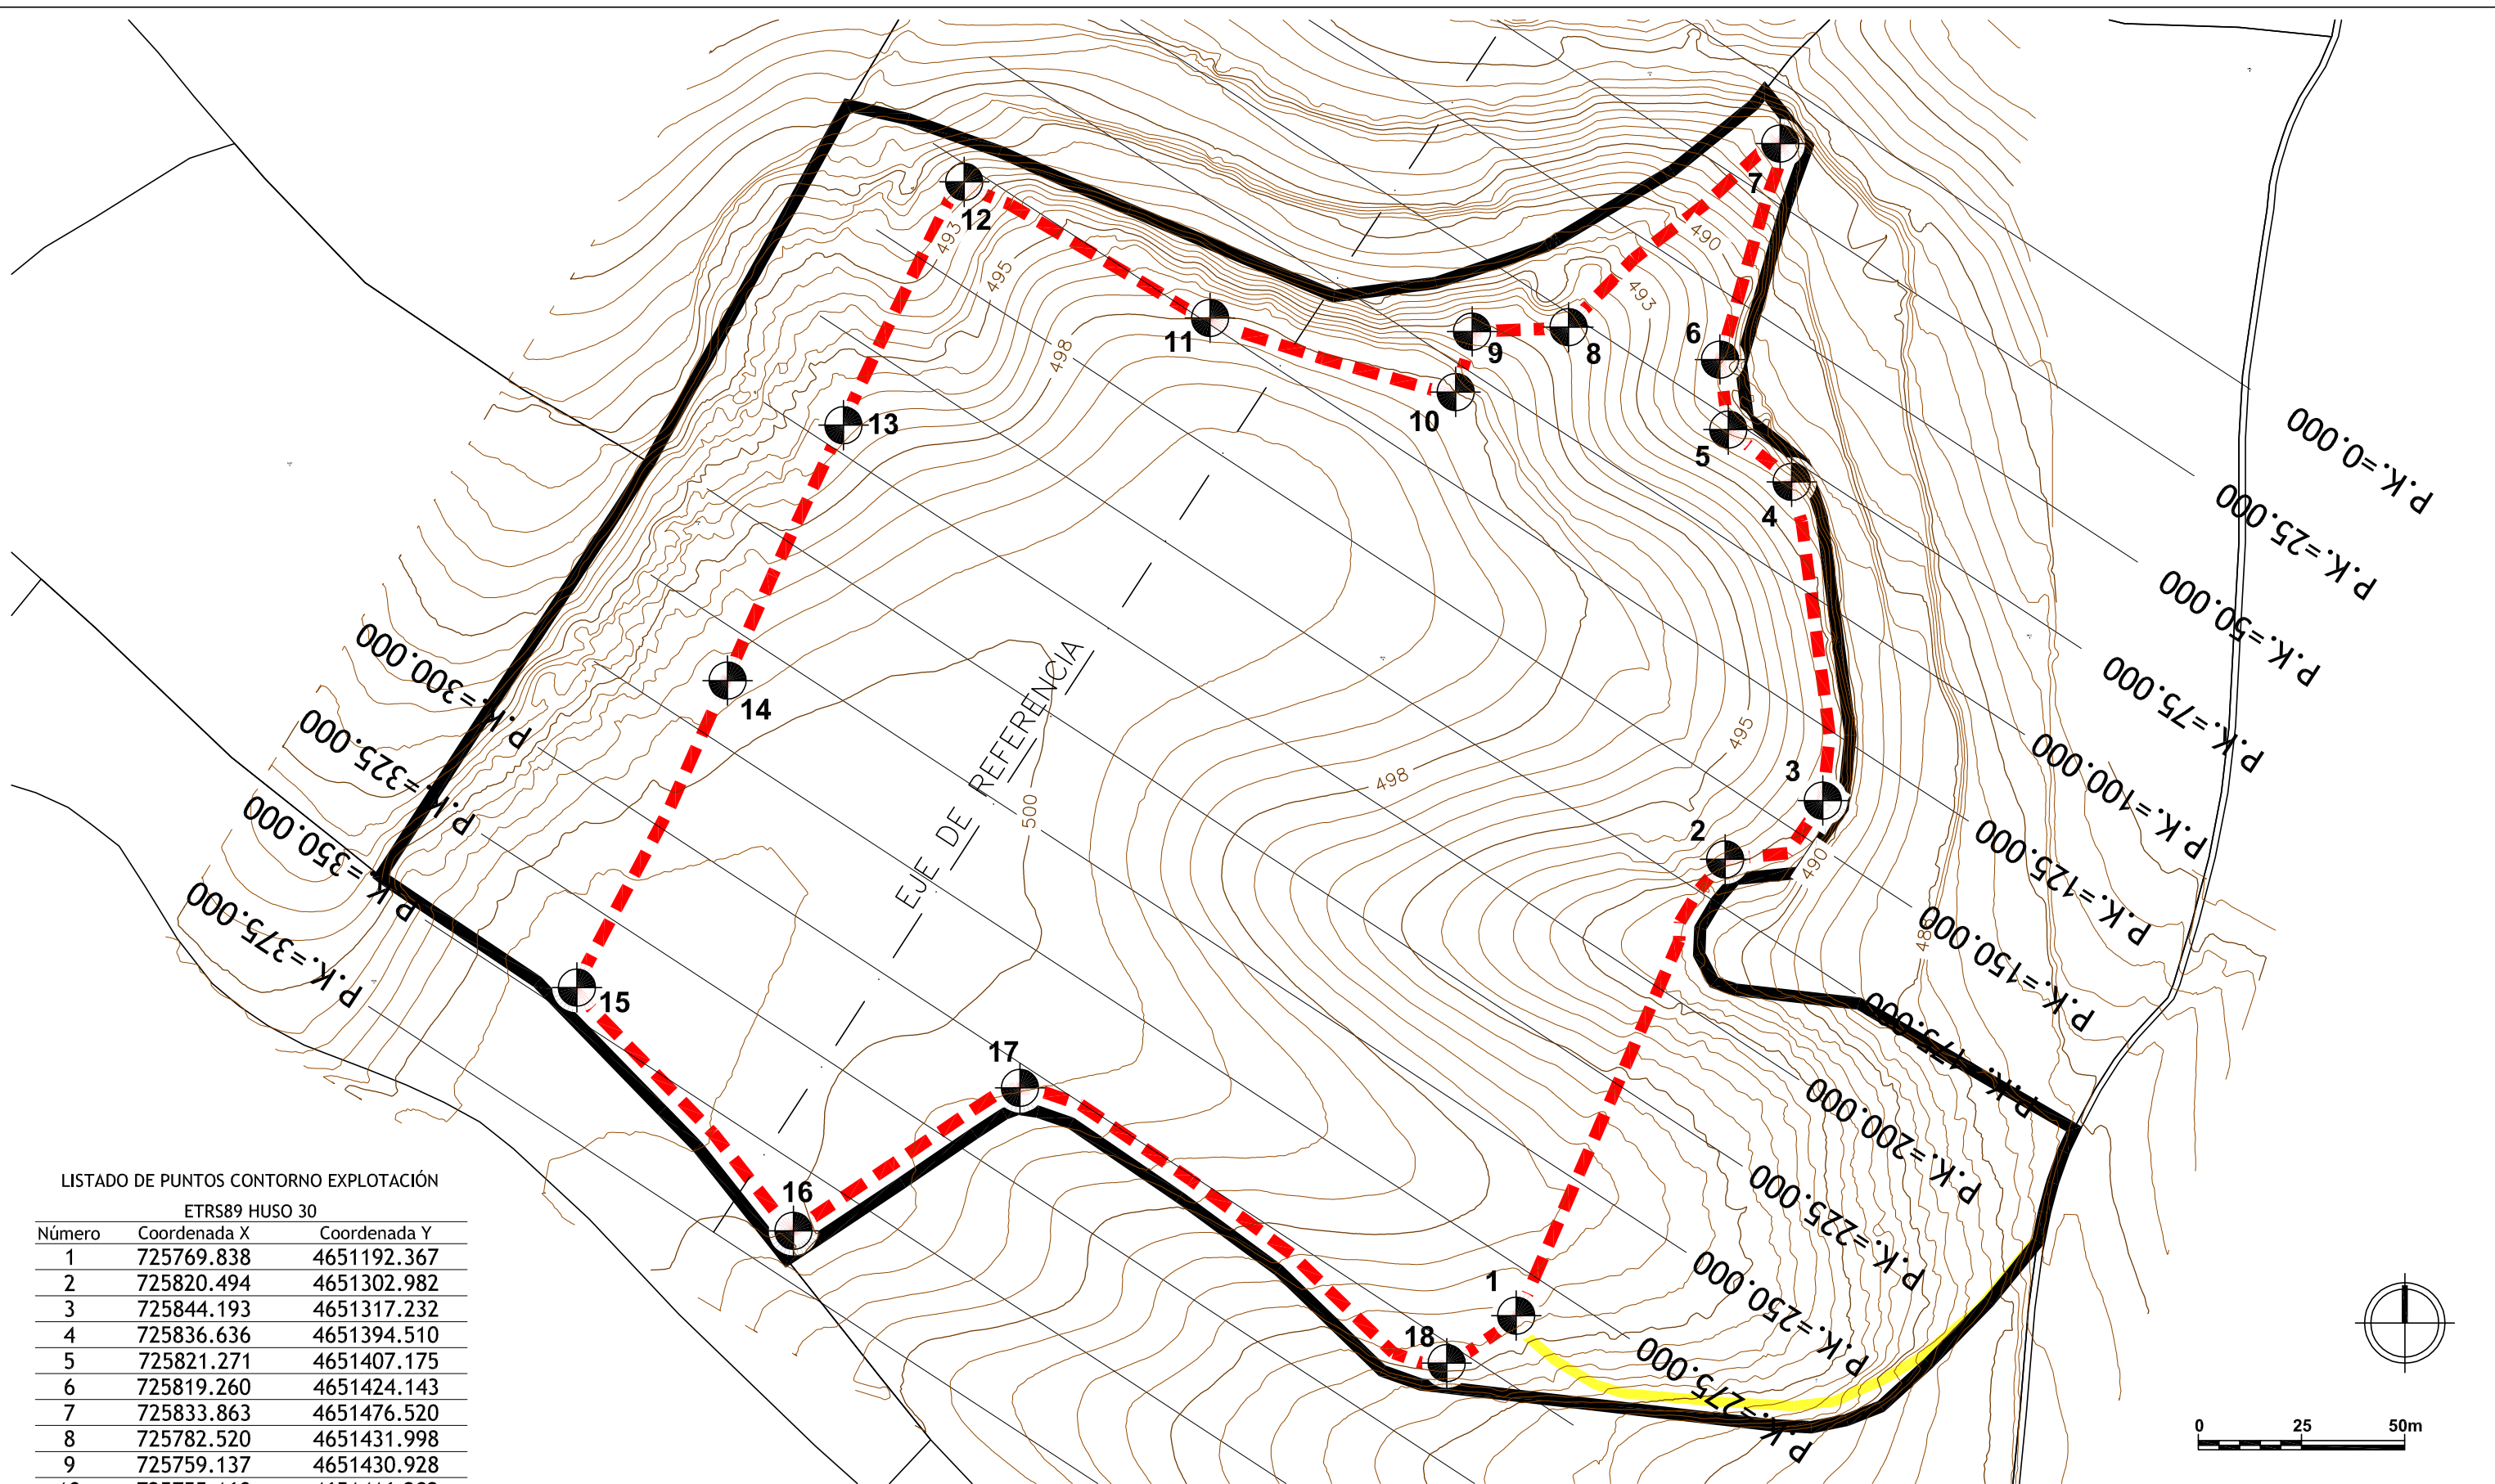 12
7
493
490
495
493
6
11
498
9
8
10
13
5
P.K.=0.000
4
P.K.=25.000
P.K.=50.000
P.K.=300.000
P.K.=75.000
14
EJE DE REFERENCIA
P.K.=325.000
495
P.K.=100.000
3
498
500
P.K.=350.000
2
P.K.=125.000
490
P.K.=375.000
P.K.=150.000
15
P.K.=175.000
17
P.K.=200.000
16
P.K.=225.000
1
P.K.=250.000
18
P.K.=275.000
LISTADO DE PUNTOS CONTORNO EXPLOTACIÓN
ETRS89 HUSO 30
Número Coordenada X Coordenada Y
1 725769.838 4651192.367
2 725820.494 4651302.982
3 725844.193 4651317.232
4 725836.636 4651394.510
5 725821.271 4651407.175
6 725819.260 4651424.143
7 725833.863 4651476.520
8 725782.520 4651431.998
9 725759.137 4651430.928
0 25 50m